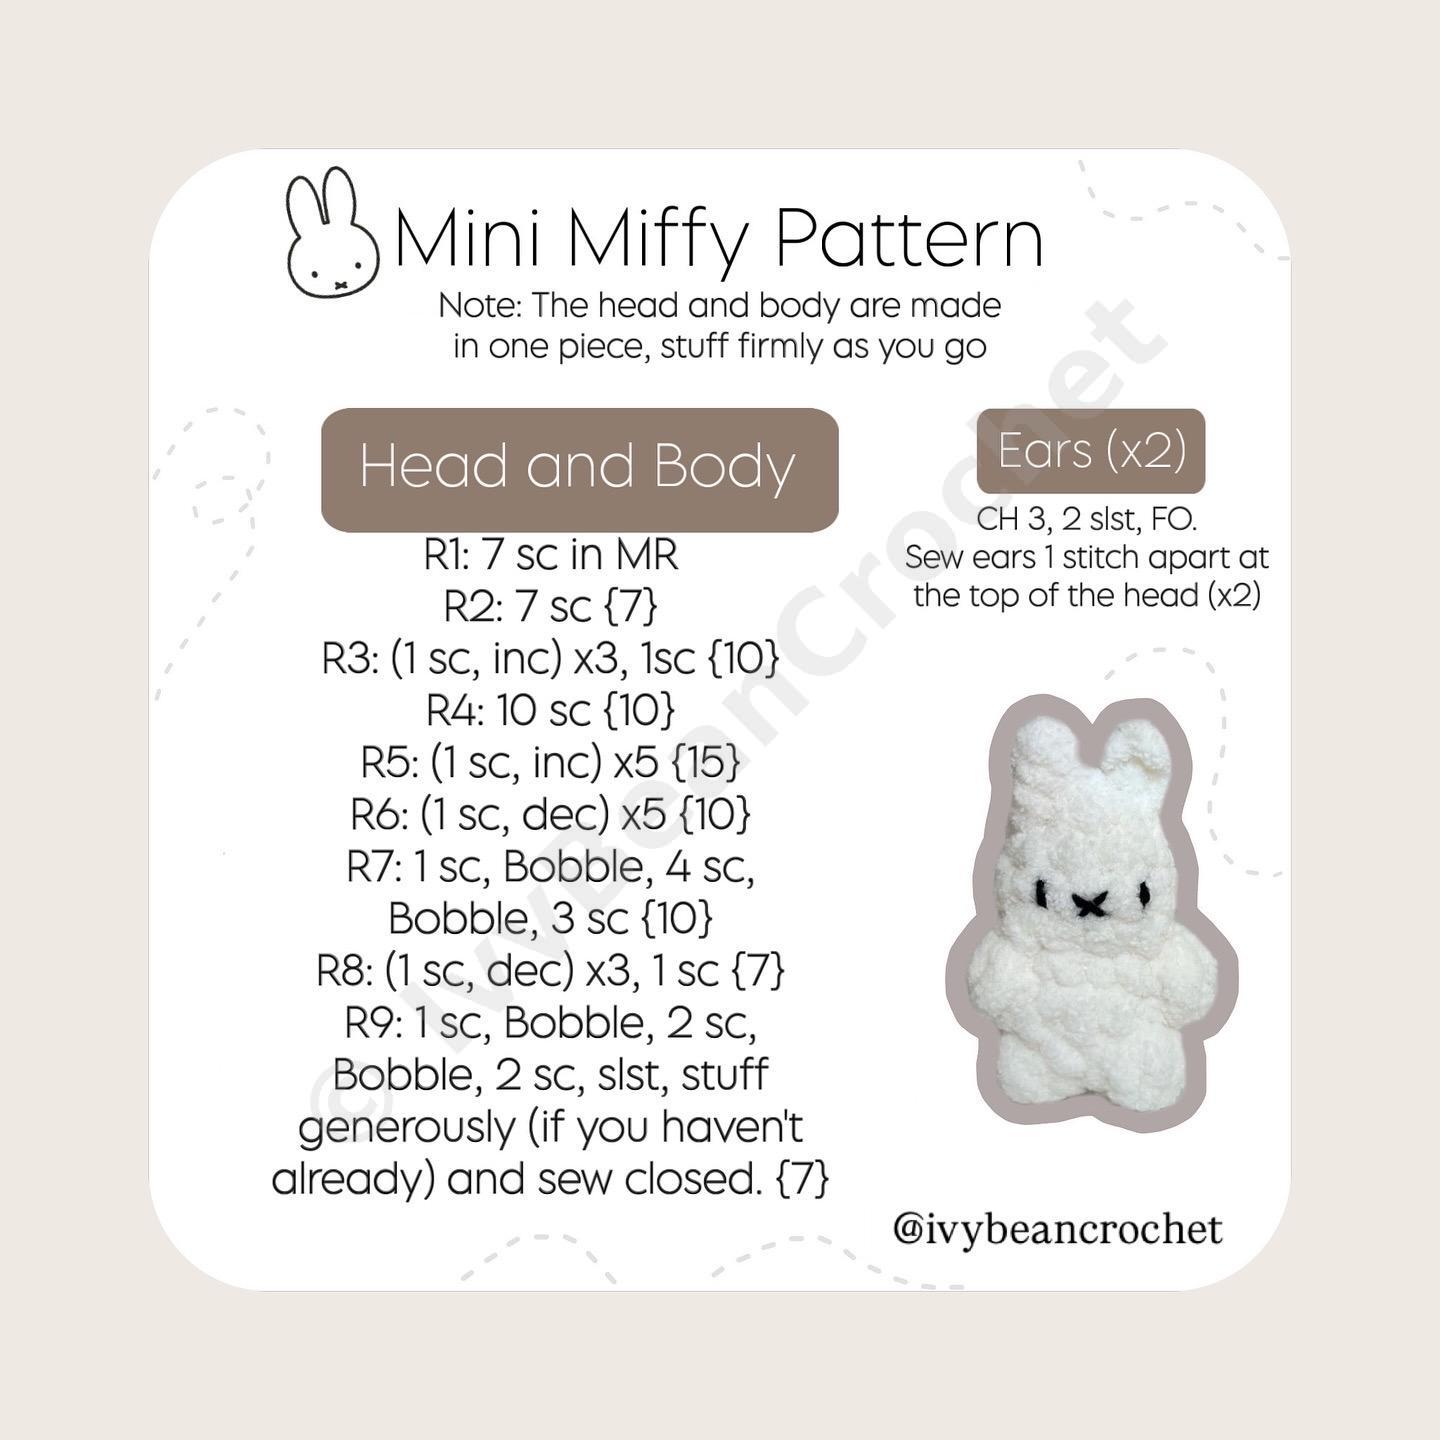 Mini Miffy Pattern
Note: The head and body are made
in one piece, stuff firmly as you go
Head and Body
R1: 7 sc in MR
R2: 7 sc {7}
R3: (1 sc, inc) x3, 1sc {10}
R4: 10 sc {10}
R5: (1 sc, inc) x5 {15}
R6: (1 sc, dec) x5 {10}
R7: 1 sc, Bobble, 4 sc,
Bobble, 3 sc {10}
R8: (1 sc, dec) x3, 1 sc {7}
R9: 1 sc, Bobble, 2 sc,
Bobble, 2 sc, slst, stuff
generously (if you haven't
already) and sew closed. {7}
Ears (x2)
CH 3, 2 slst, FO.
Sew ears 1 stitch apart at
the top of the head (x2)
@ivybeancrochet
© IvyBeanCrochet